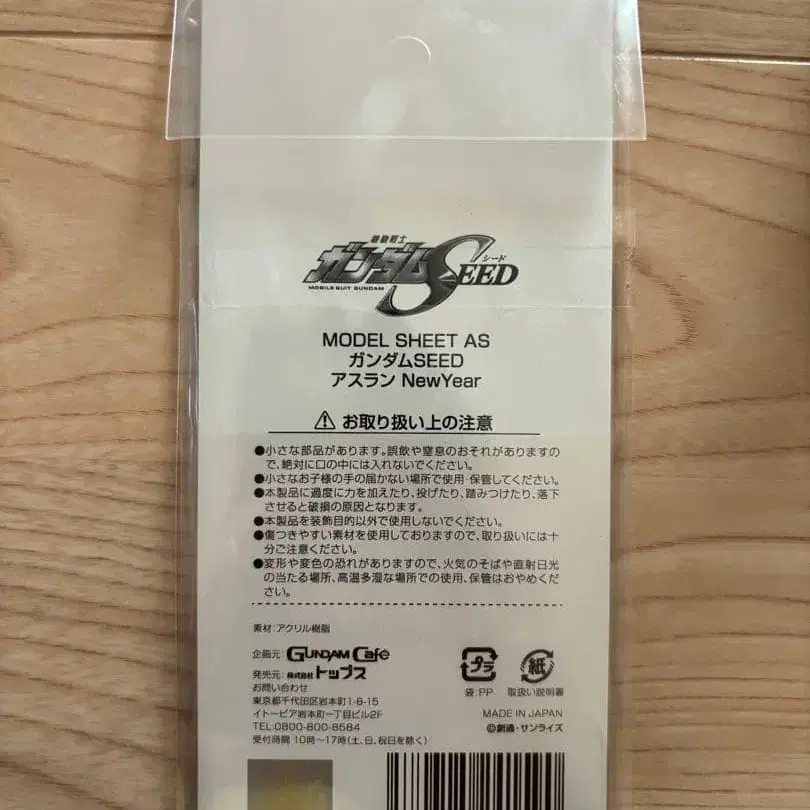 機動戦士
ガンダムSEED
シード
MOBILE SUIT GUNDAM
MODEL SHEET AS
ガンダムSEED
アスラン NewYear
お取り扱い上の注意
●小さな部品があります。誤飲や窒息のおそれがありますの
で、絶対に口の中には入れないでください。
●小さなお子様の手の届かない場所で使用・保管してください。
●本製品に過度に力を加えたり、投げたり、踏みつけたり、落下
させると破損の原因となります。
●本製品を装飾目的以外で使用しないでください。
●傷つきやすい素材を使用しておりますので、取り扱いには十
分ご注意ください。
●変形や変色の恐れがありますので、火気のそばや直射日光
の当たる場所、高温多湿な場所での使用、保管はおやめくだ
さい。
素材:アクリル樹脂
企画元: GUNDAM Cafe
発売元: 株式会社トップス
お問い合わせ
東京都千代田区岩本町1-8-15
イトーピア岩本町一丁目ビル2F
TEL:0800-800-8584
受付時間 10時~17時(土、日、祝日を除く)
プラ
袋:PP
紙
取扱い説明書
MADE IN JAPAN
©創通・サンライズ